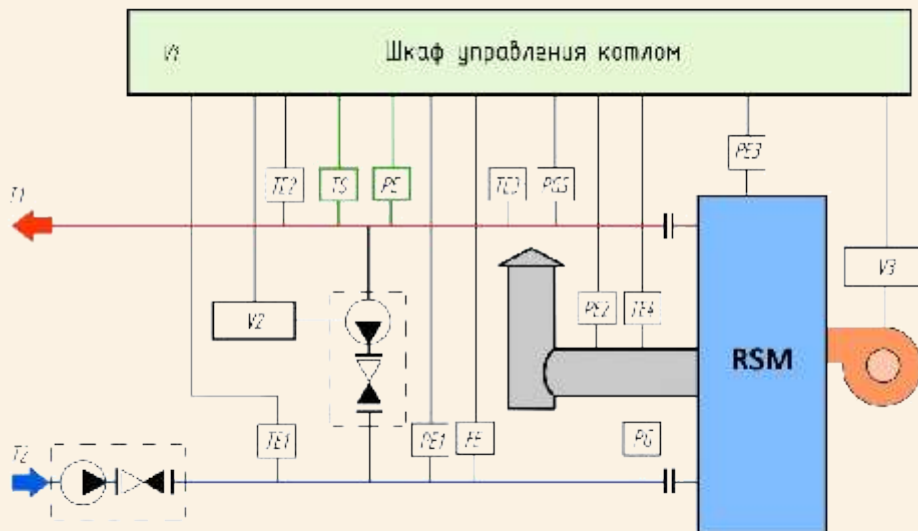 V1
Шкаф управления котлом
PE3
TE2
TS
PE
TE3
PGS
T1
V3
V2
PE2
TE4
RSM
TE1
PE1
FE
PG
T2